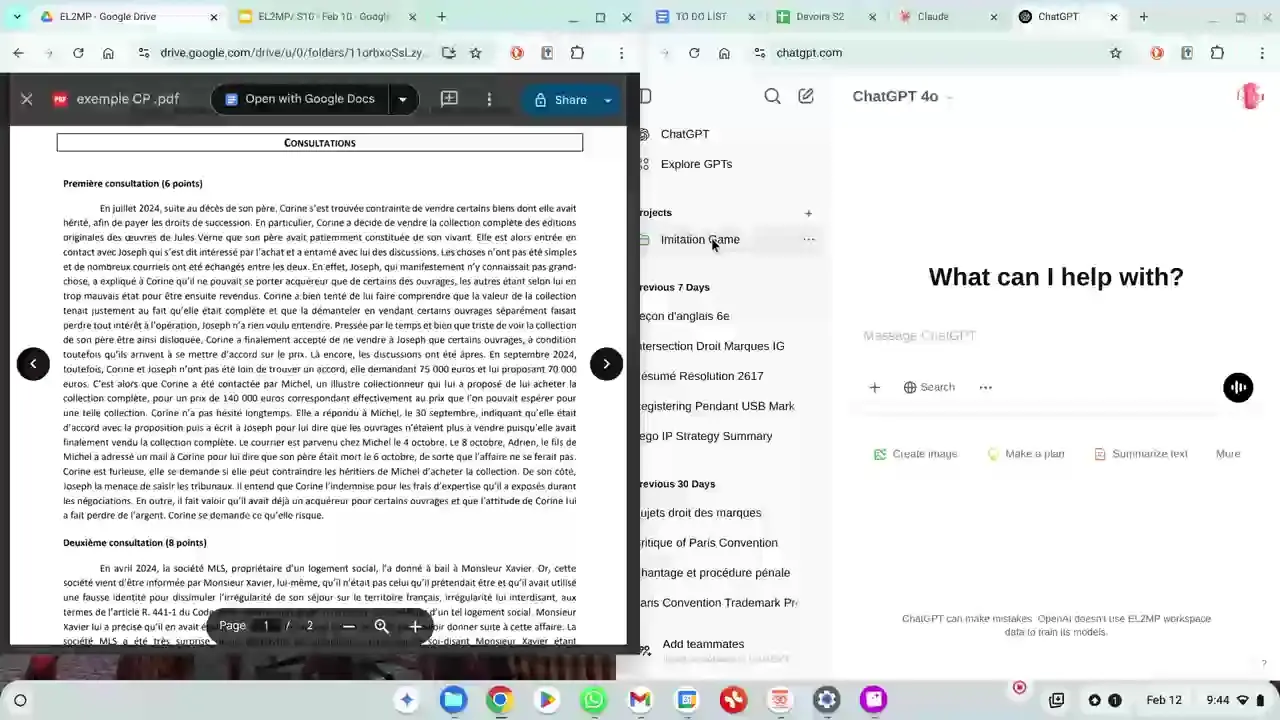 EL2MP - Google Drive
EL2MP/ S10 - Feb 10 - Google
drive.google.com/drive/u/0/folders/11orbxoSsLzy
exemple CP .pdf
Open with Google Docs
Share
CONSULTATIONS
Première consultation (6 points)
En juillet 2024, suite au décès de son père, Corine s'est trouvée contrainte de vendre certains biens dont elle avait
hérité, afin de payer les droits de succession. En particulier, Corine a décidé de vendre la collection complète des éditions
originales des œuvres de Jules Verne que son père avait patiemment constituée de son vivant. Elle est alors entrée en
contact avec Joseph qui s'est dit intéressé par l'achat et a entamé avec lui des discussions. Les choses n'ont pas été simples
et de nombreux courriels ont été échangés entre les deux. En effet, Joseph, qui manifestement n'y connaissait pas grand-
chose, a expliqué à Corine qu'il ne pouvait se porter acquéreur que de certains des ouvrages, les autres étant selon lui en
trop mauvais état pour être ensuite revendus. Corine a bien tenté de lui faire comprendre que la valeur de la collection
tenait justement au fait qu'elle était complète et que la démanteler en vendant certains ouvrages séparément faisait
perdre tout intérêt à l'opération, Joseph n'a rien voulu entendre. Pressée par le temps et bien que triste de voir la collection
de son père être ainsi disloquée, Corine a finalement accepté de ne vendre à Joseph que certains ouvrages, à condition
toutefois qu'ils arrivent à se mettre d'accord sur le prix. Là encore, les discussions ont été âpres. En septembre 2024,
toutefois, Corine et Joseph n'ont pas été loin de trouver un accord, elle demandant 75 000 euros et lui proposant 70 000
euros. C'est alors que Corine a été contactée par Michel, un illustre collectionneur qui lui a proposé de lui acheter la
collection complète, pour un prix de 140 000 euros correspondant effectivement au prix que l'on pouvait espérer pour
une telle collection. Corine n'a pas hésité longtemps. Elle a répondu à Michel, le 30 septembre, indiquant qu'elle était
d'accord avec la proposition puis a écrit à Joseph pour lui dire que les ouvrages n'étaient plus à vendre puisqu'elle avait
finalement vendu la collection complète. Le courrier est parvenu chez Michel le 4 octobre. Le 8 octobre, Adrien, le fils de
Michel a adressé un mail à Corine pour lui dire que son père était mort le 6 octobre, de sorte que l'affaire ne se ferait pas.
Corine est furieuse, elle se demande si elle peut contraindre les héritiers de Michel d'acheter la collection. De son côté,
Joseph la menace de saisir les tribunaux. Il entend que Corine l'indemnise pour les frais d'expertise qu'il a exposés durant
les négociations. En outre, il fait valoir qu'il avait déjà un acquéreur pour certains ouvrages et que l'attitude de Corine lui
a fait perdre de l'argent. Corine se demande ce qu'elle risque.
Deuxième consultation (8 points)
En avril 2024, la société MLS, propriétaire d'un logement social, l'a donné à bail à Monsieur Xavier. Or, cette
société vient d'être informée par Monsieur Xavier, lui-même, qu'il n'était pas celui qu'il prétendait être et qu'il avait utilisé
une fausse identité pour dissimuler l'irrégularité de son séjour sur le territoire français, irrégularité lui interdisant, aux
termes de l'article R. 441-1 du Code d'un tel logement social. Monsieur
Xavier lui a précisé qu'il en avait donner suite à cette affaire. La
société MLS a été très surprise soi-disant Monsieur Xavier étant
Page 1 / 2
TO DO LIST
Devoirs S2
Claude
ChatGPT
chatgpt.com
ChatGPT
Explore GPTs
rojects
Imitation Game
revious 7 Days
eçon d'anglais 6e
ntersection Droit Marques IG
ésumé Résolution 2617
egistering Pendant USB Mark
ego IP Strategy Summary
revious 30 Days
ujets droit des marques
ritique of Paris Convention
hantage et procédure pénale
aris Convention Trademark Pr
Add teammates
ChatGPT 4o
What can I help with?
Message ChatGPT
Search
Create image
Make a plan
Summarize text
More
ChatGPT can make mistakes. OpenAI doesn't use EL2MP workspace
data to train its models.
?
Feb 12
9:44